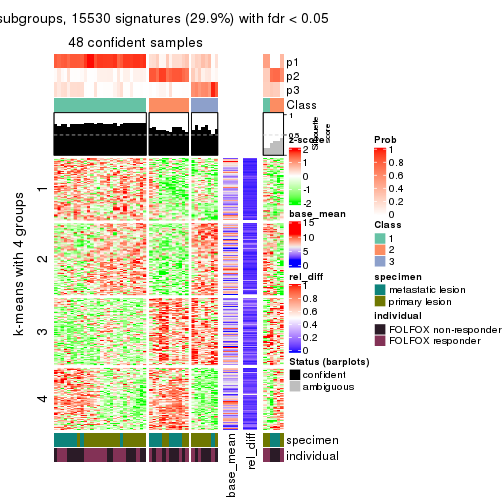 subgroups, 15530 signatures (29.9%) with fdr < 0.05
48 confident samples
p1
p2
p3
Class
1
0.5
Silhouette
score
k-means with 4 groups
1
2
3
4
z-score
2
1
0
-1
-2
base_mean
15
10
5
0
rel_diff
1
0.8
0.6
0.4
0.2
0
Status (barplots)
confident
ambiguous
Prob
1
0.8
0.6
0.4
0.2
0
Class
1
2
3
specimen
metastatic lesion
primary lesion
individual
FOLFOX non-responder
FOLFOX responder
specimen
individual
base_mean
rel_diff